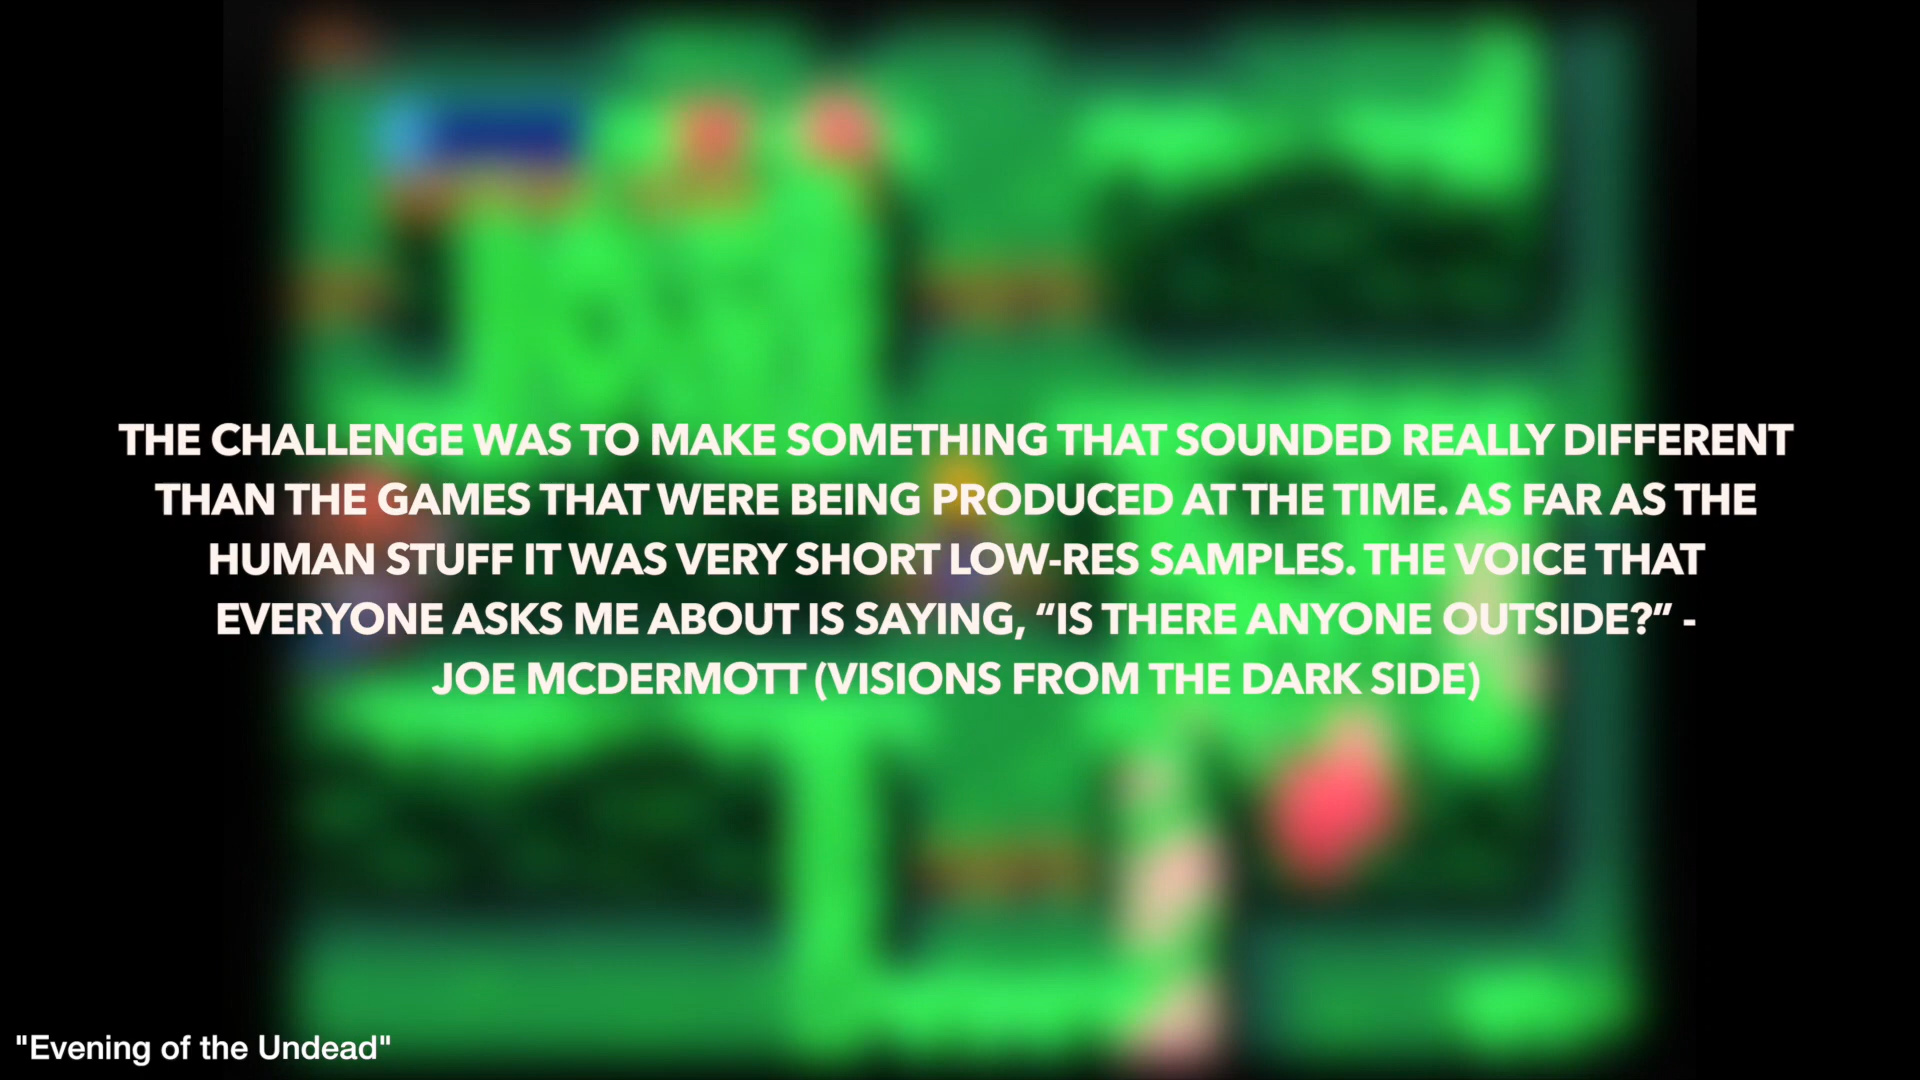 THE CHALLENGE WAS TO MAKE SOMETHING THAT SOUNDED REALLY DIFFERENT
THAN THE GAMES THAT WERE BEING PRODUCED AT THE TIME. AS FAR AS THE
HUMAN STUFF IT WAS VERY SHORT LOW-RES SAMPLES. THE VOICE THAT
EVERYONE ASKS ME ABOUT IS SAYING, “IS THERE ANYONE OUTSIDE?” -
JOE MCDERMOTT (VISIONS FROM THE DARK SIDE)
"Evening of the Undead"